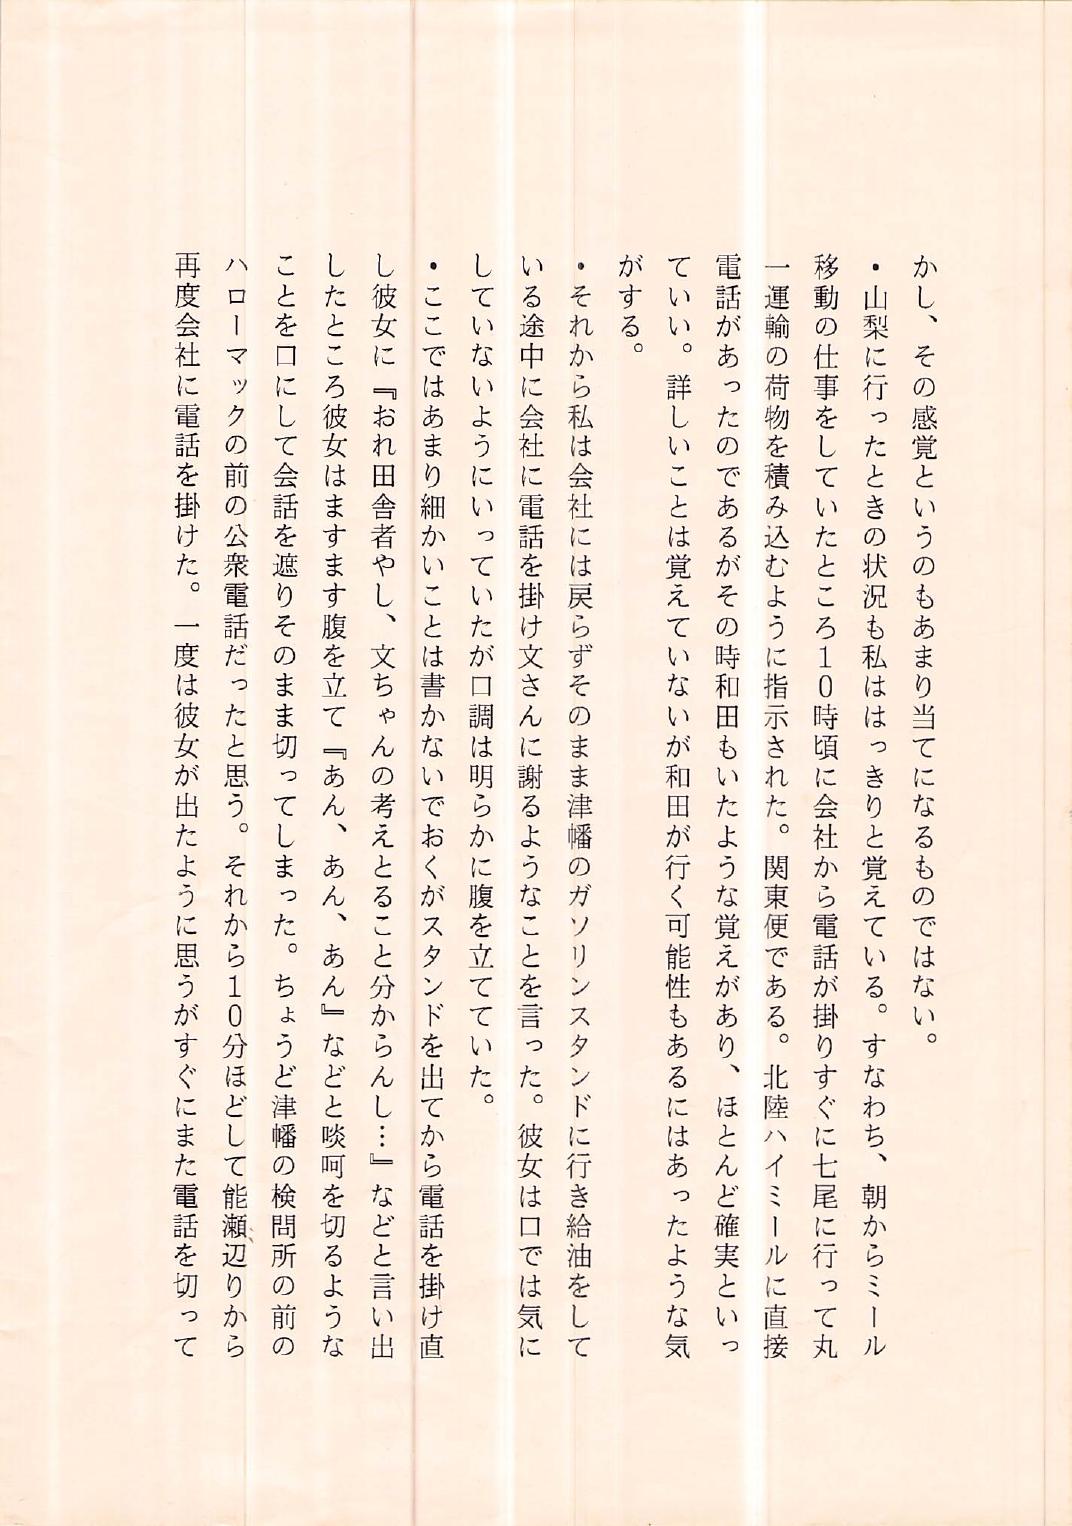 かし、その感覚というのもあまり当てになるものではない。
・山梨に行ったときの状況も私ははっきりと覚えている。すなわち、朝からミール
移動の仕事をしていたところ１０時頃に会社から電話が掛りすぐに七尾に行って丸
一運輸の荷物を積み込むように指示された。関東便である。北陸ハイミールに直接
電話があったのであるがその時和田もいたような覚えがあり、ほとんど確実といっ
ていい。詳しいことは覚えていないが和田が行く可能性もあるにはあったような気
がする。
・それから私は会社には戻らずそのまま津幡のガソリンスタンドに行き給油をして
いる途中に会社に電話を掛け文さんに謝るようなことを言った。彼女は口では気に
していないようにいっていたが口調は明らかに腹を立てていた。
・ここではあまり細かいことは書かないでおくがスタンドを出てから電話を掛け直
し彼女に『おれ田舎者やし、文ちゃんの考えとること分からんし…』などと言い出
したところ彼女はますます腹を立て『あん、あん、あん』などと啖呵を切るような
ことを口にして会話を遮りそのまま切ってしまった。ちょうど津幡の検問所の前の
ハローマックの前の公衆電話だったと思う。それから１０分ほどして能瀬辺りから
再度会社に電話を掛けた。一度は彼女が出たように思うがすぐにまた電話を切って